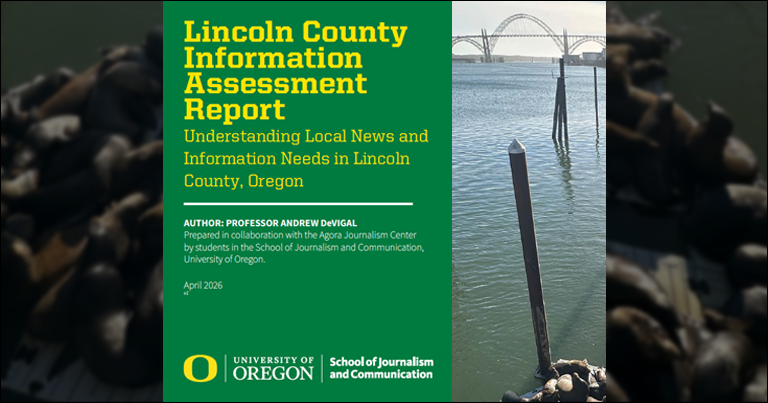 Lincoln County
Information
Assessment
Report
Understanding Local News and
Information Needs in Lincoln
County, Oregon
AUTHOR: PROFESSOR ANDREW DeVIGAL
Prepared in collaboration with the Agora Journalism Center
by students in the School of Journalism and Communication,
University of Oregon.
April 2026
O
UNIVERSITY OF
OREGON
School of Journalism
and Communication